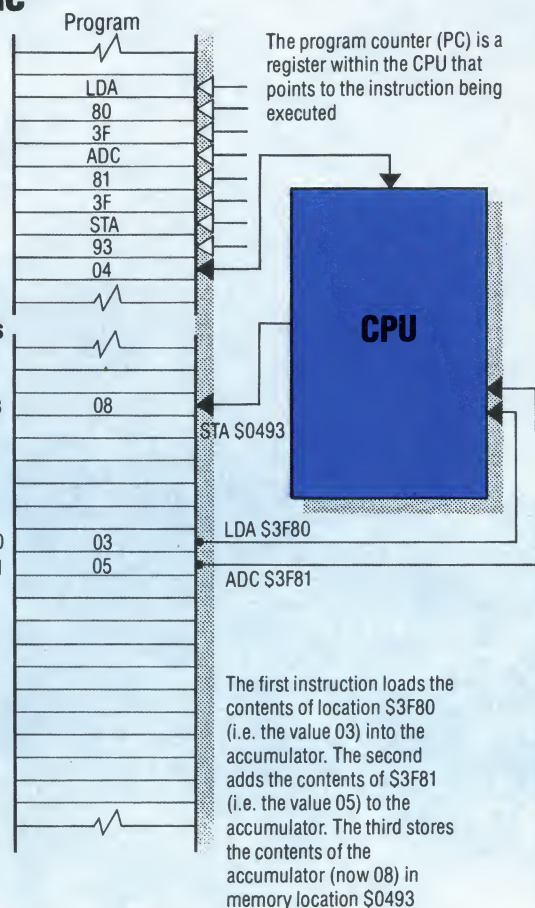 Program
The program counter (PC) is a
register within the CPU that
points to the instruction being
executed
LDA
80
3F
ADC
81
3F
STA
93
04
CPU
08
STA $0493
LDA $3F80
03
05
ADC $3F81
The first instruction loads the
contents of location $3F80
(i.e. the value 03) into the
accumulator. The second
adds the contents of $3F81
(i.e. the value 05) to the
accumulator. The third stores
the contents of the
accumulator (now 08) in
memory location $0493